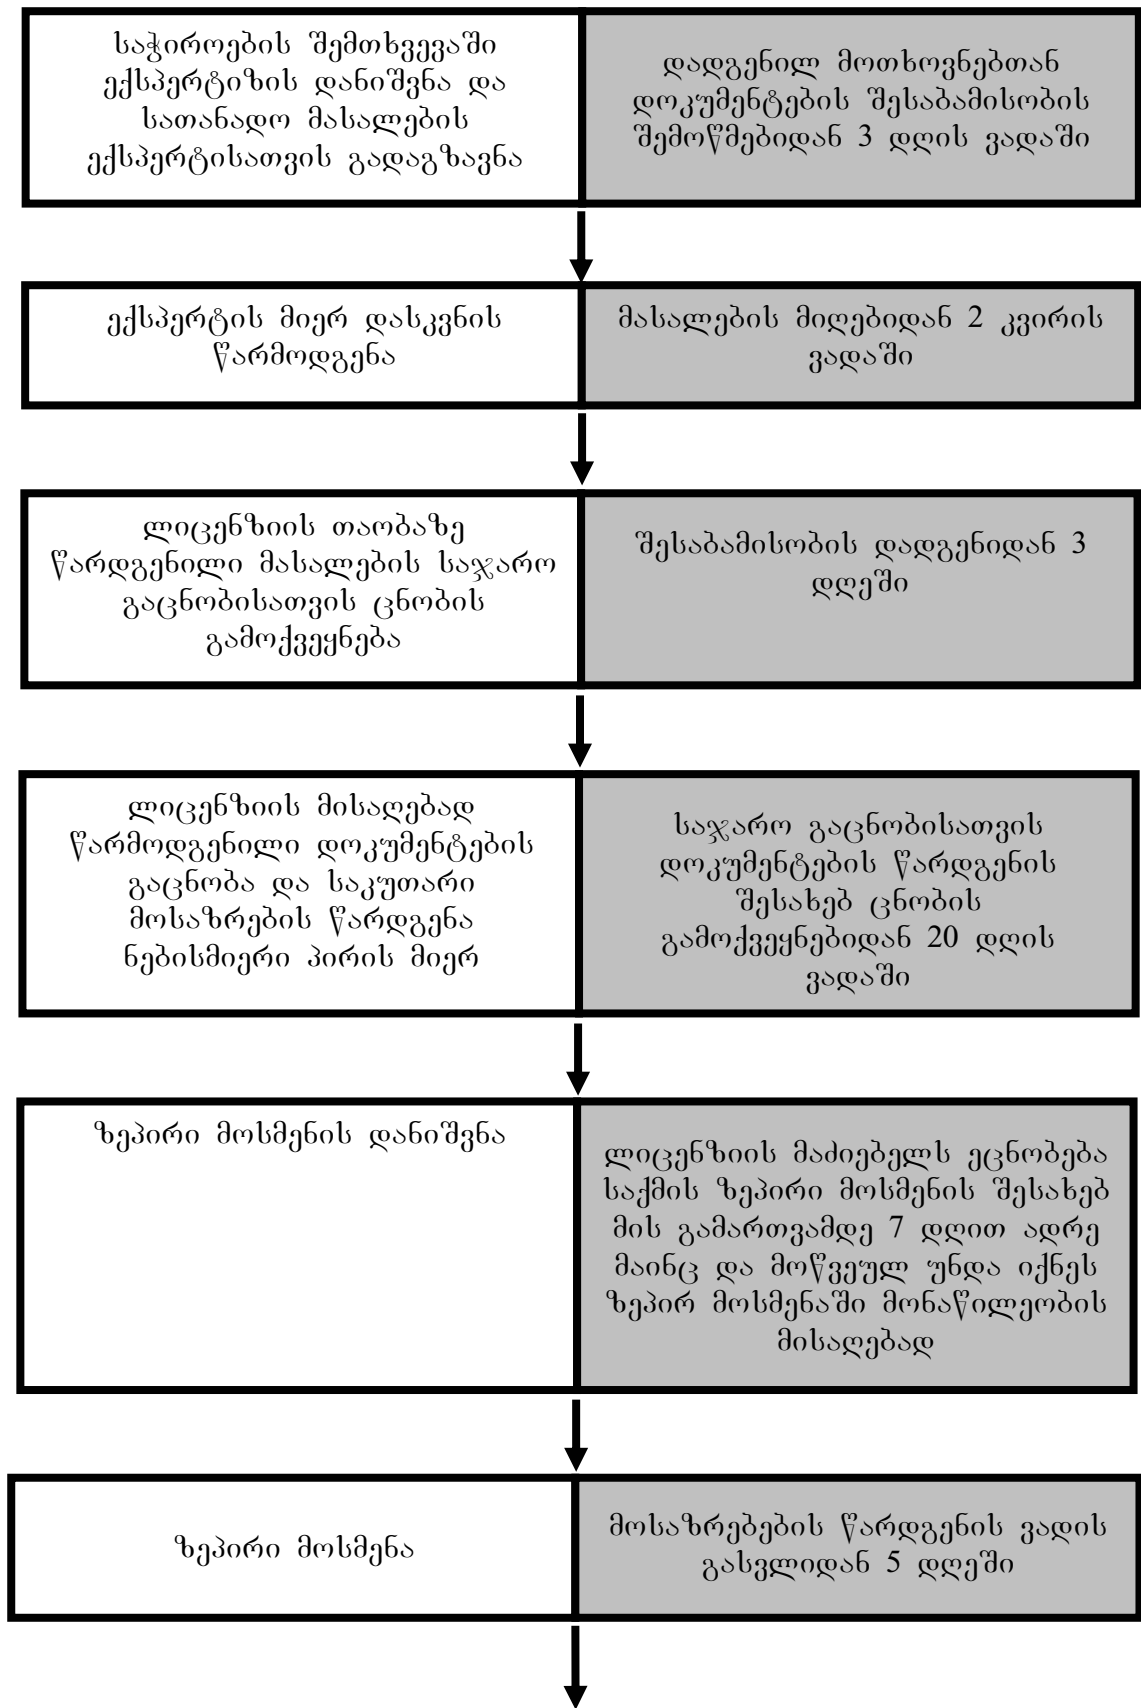 საჭიროების შემთხვევაში
ექსპერტიზის დანიშვნა და
სათანადო მასალების
ექსპერტისათვის გადაგზავნა
დადგენილ მოთხოვნებთან
დოკუმენტების შესაბამისობის
შემოწმებიდან 3 დღის ვადაში
ექსპერტის მიერ დასკვნის
წარმოდგენა
მასალების მიღებიდან 2 კვირის
ვადაში
ლიცენზიის თაობაზე
წარდგენილი მასალების საჯარო
გაცნობისათვის ცნობის
გამოქვეყნება
შესაბამისობის დადგენიდან 3
დღეში
ლიცენზიის მისაღებად
წარმოდგენილი დოკუმენტების
გაცნობა და საკუთარი
მოსაზრების წარდგენა
ნებისმიერი პირის მიერ
საჯარო გაცნობისათვის
დოკუმენტების წარდგენის
შესახებ ცნობის
გამოქვეყნებიდან 20 დღის
ვადაში
ზეპირი მოსმენის დანიშვნა
ლიცენზიის მაძიებელს ეცნობება
საქმის ზეპირი მოსმენის შესახებ
მის გამართვამდე 7 დღით ადრე
მაინც და მოწვეულ უნდა იქნეს
ზეპირ მოსმენაში მონაწილეობის
მისაღებად
ზეპირი მოსმენა
მოსაზრებების წარდგენის ვადის
გასვლიდან 5 დღეში